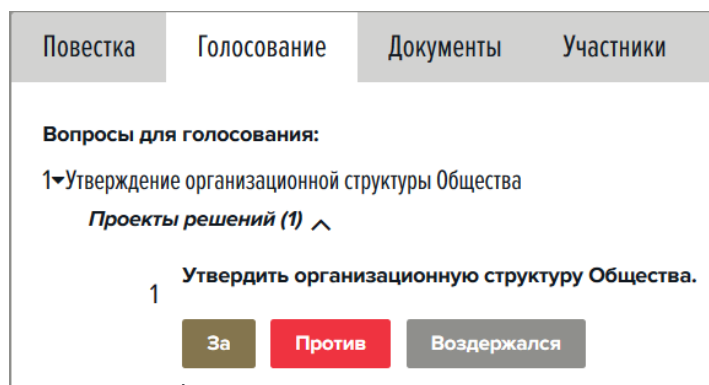 Повестка Голосование Документы Участники
Вопросы для голосования:
1 Утверждение организационной структуры Общества
Проекты решений (1)
1 Утвердить организационную структуру Общества.
За Против Воздержался